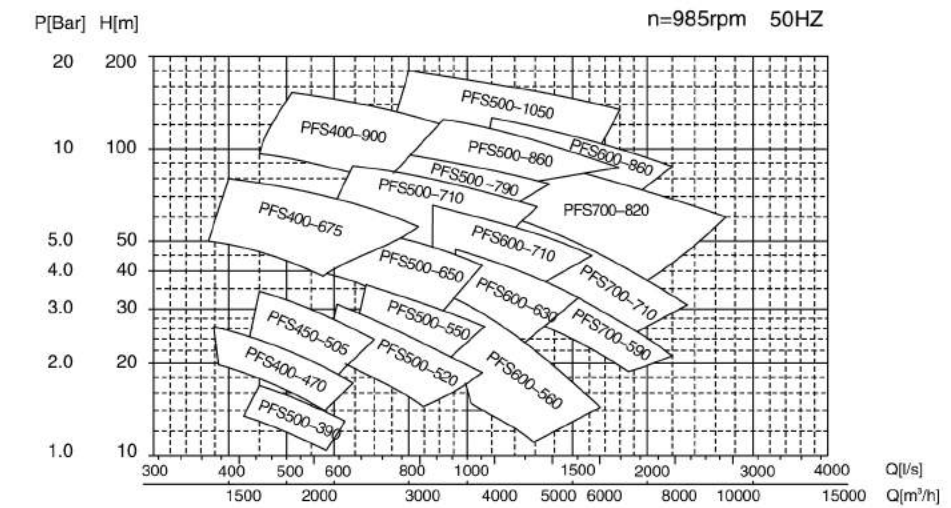 P[Bar] H[m] n=985rpm 50HZ
20 200
PFS500-1050
PFS400-900
PFS600-860
10 100
PFS500-860
PFS500-790
PFS500-710
PFS700-820
PFS400-675
5.0 50
PFS600-710
PFS500-650
4.0 40
PFS700-710
PFS600-630
3.0 30
PFS500-550
PFS450-505
PFS700-590
2.0 20
PFS500-520
PFS400-470
PFS600-560
PFS500-390
1.0 10
300 400 500 600 800 1000 1500 2000 3000 4000 Q[l/s]
1500 2000 3000 4000 5000 6000 8000 10000 15000 Q[m³/h]